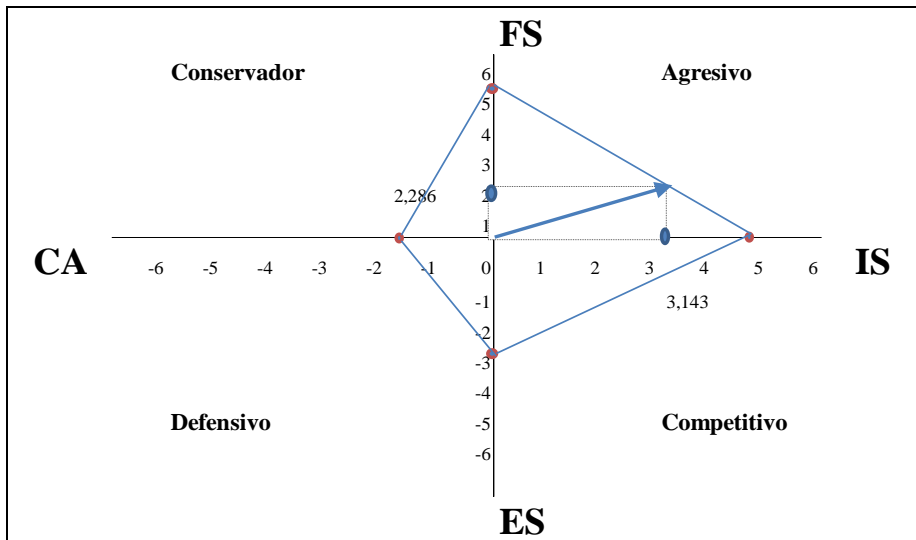 FS
Conservador
Agresivo
6
5
4
3
2,286
2
1
CA
IS
-6 -5 -4 -3 -2 -1 0 1 2 3 4 5 6
-1
3,143
-2
-3
-4
Defensivo
Competitivo
-5
-6
ES